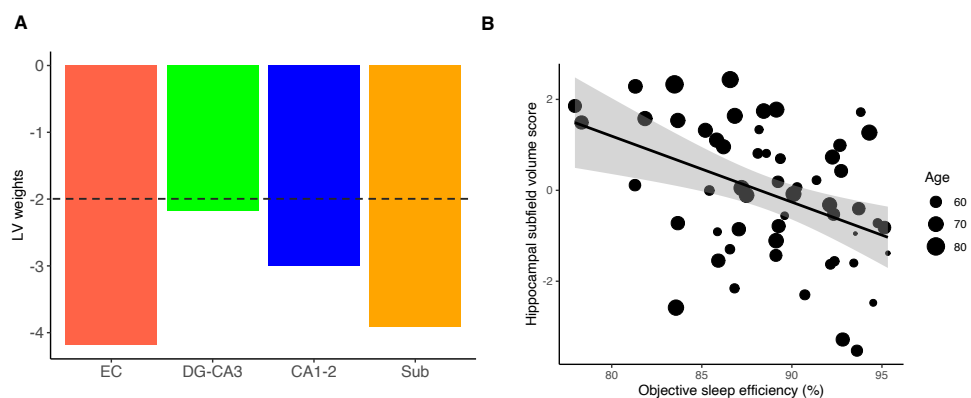 A
LV weights
0
-1
-2
-3
-4
EC
DG-CA3
CA1-2
Sub
B
Hippocampal subfield volume score
2
0
-2
80
85
90
95
Objective sleep efficiency (%)
Age
60
70
80